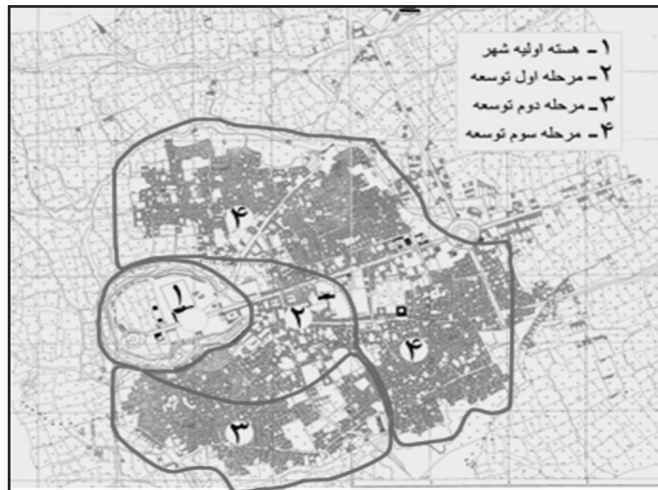 ۱- هسته اولیه شهر
۲- مرحله اول توسعه
۳- مرحله دوم توسعه
۴- مرحله سوم توسعه
۴
۱
۲
۴
۳